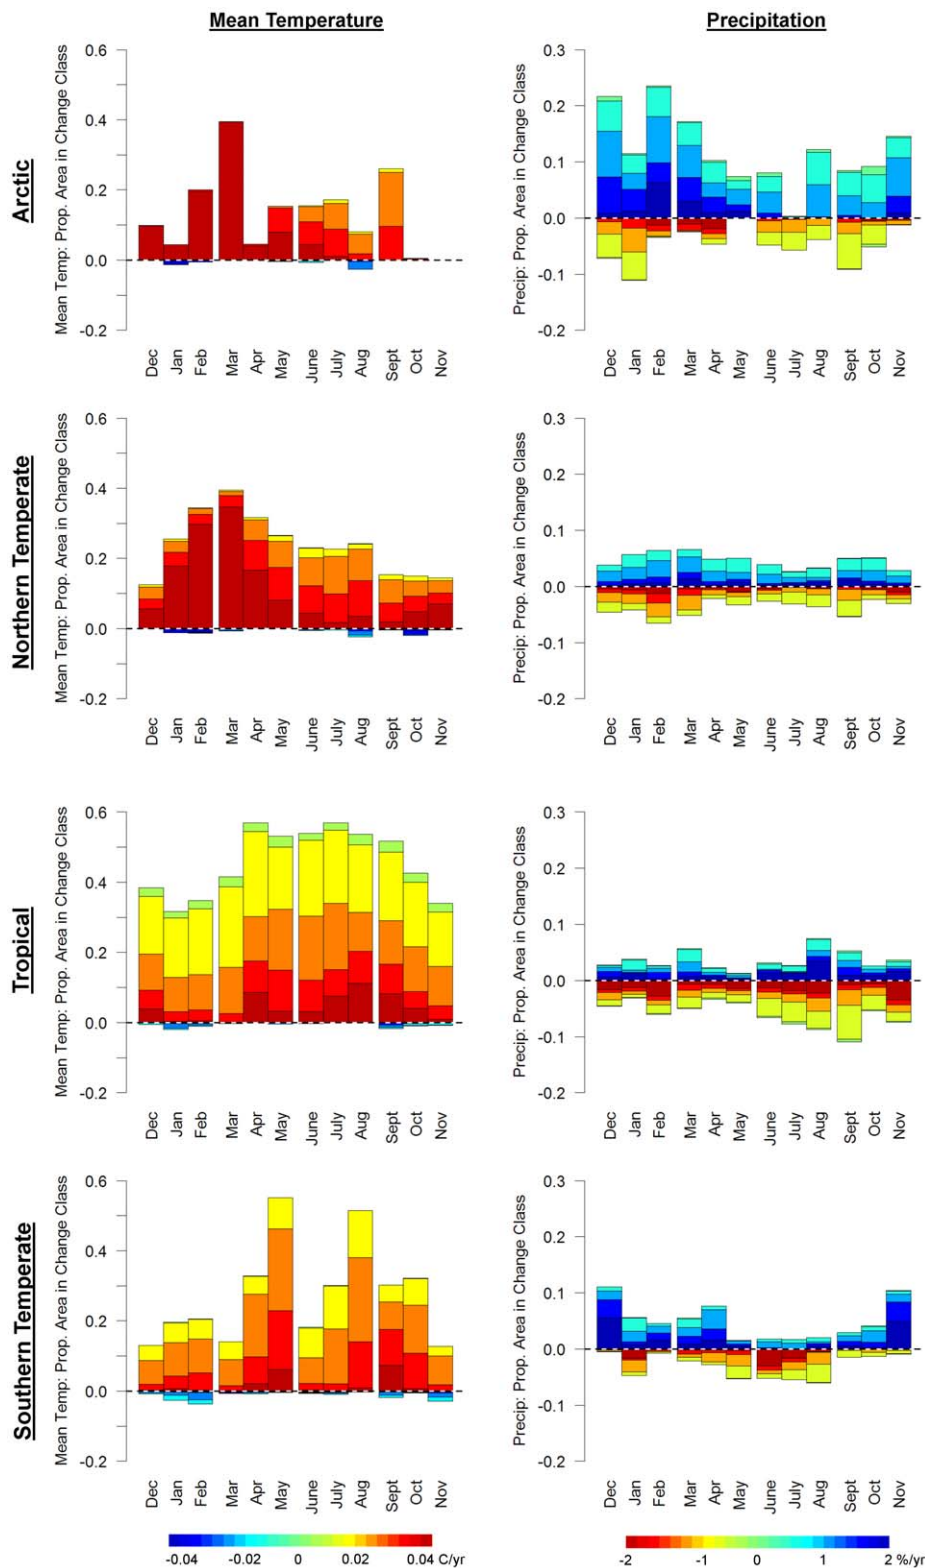 Mean Temperature Precipitation
Arctic
Mean Temp: Prop. Area in Change Class
0.6
0.4
0.2
0.0
-0.2
Dec Jan Feb Mar Apr May June July Aug Sept Oct Nov
Precip: Prop. Area in Change Class
0.3
0.2
0.1
0.0
-0.1
-0.2
Dec Jan Feb Mar Apr May June July Aug Sept Oct Nov
Northern Temperate
Mean Temp: Prop. Area in Change Class
0.6
0.4
0.2
0.0
-0.2
Dec Jan Feb Mar Apr May June July Aug Sept Oct Nov
Precip: Prop. Area in Change Class
0.3
0.2
0.1
0.0
-0.1
-0.2
Dec Jan Feb Mar Apr May June July Aug Sept Oct Nov
Tropical
Mean Temp: Prop. Area in Change Class
0.6
0.4
0.2
0.0
-0.2
Dec Jan Feb Mar Apr May June July Aug Sept Oct Nov
Precip: Prop. Area in Change Class
0.3
0.2
0.1
0.0
-0.1
-0.2
Dec Jan Feb Mar Apr May June July Aug Sept Oct Nov
Southern Temperate
Mean Temp: Prop. Area in Change Class
0.6
0.4
0.2
0.0
-0.2
Dec Jan Feb Mar Apr May June July Aug Sept Oct Nov
Precip: Prop. Area in Change Class
0.3
0.2
0.1
0.0
-0.1
-0.2
Dec Jan Feb Mar Apr May June July Aug Sept Oct Nov
-0.04 -0.02 0 0.02 0.04 C/yr
-2 -1 0 1 2 %/yr